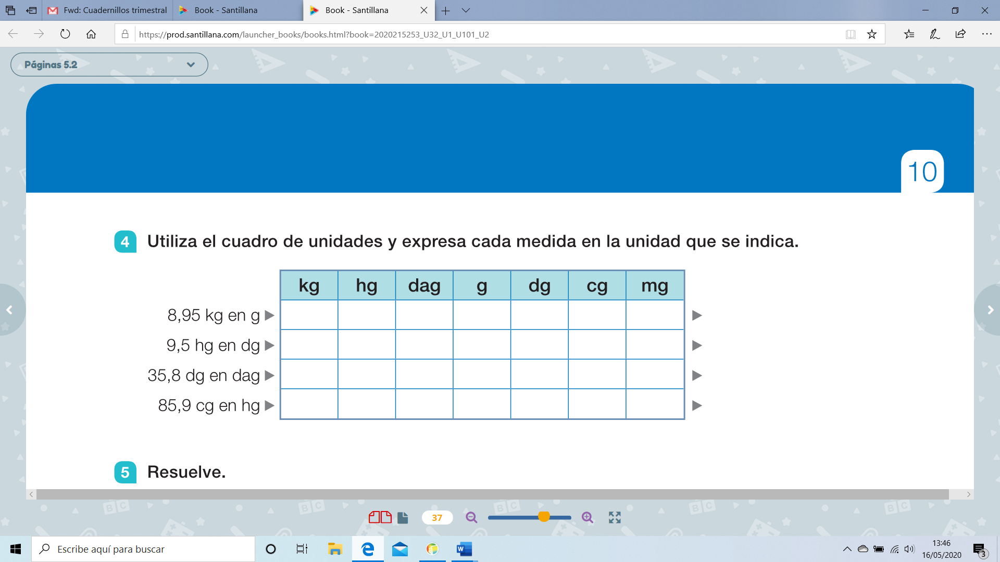 Fwd: Cuadernillos trimestral
Book - Santillana
Book - Santillana
https://prod.santillana.com/launcher_books/books.html?book=2020215253_U32_U1_U101_U2
Páginas 5.2
10
4 Utiliza el cuadro de unidades y expresa cada medida en la unidad que se indica.
kg hg dag g dg cg mg
8,95 kg en g
9,5 hg en dg
35,8 dg en dag
85,9 cg en hg
5 Resuelve.
37
Escribe aquí para buscar
13:46
16/05/2020
3